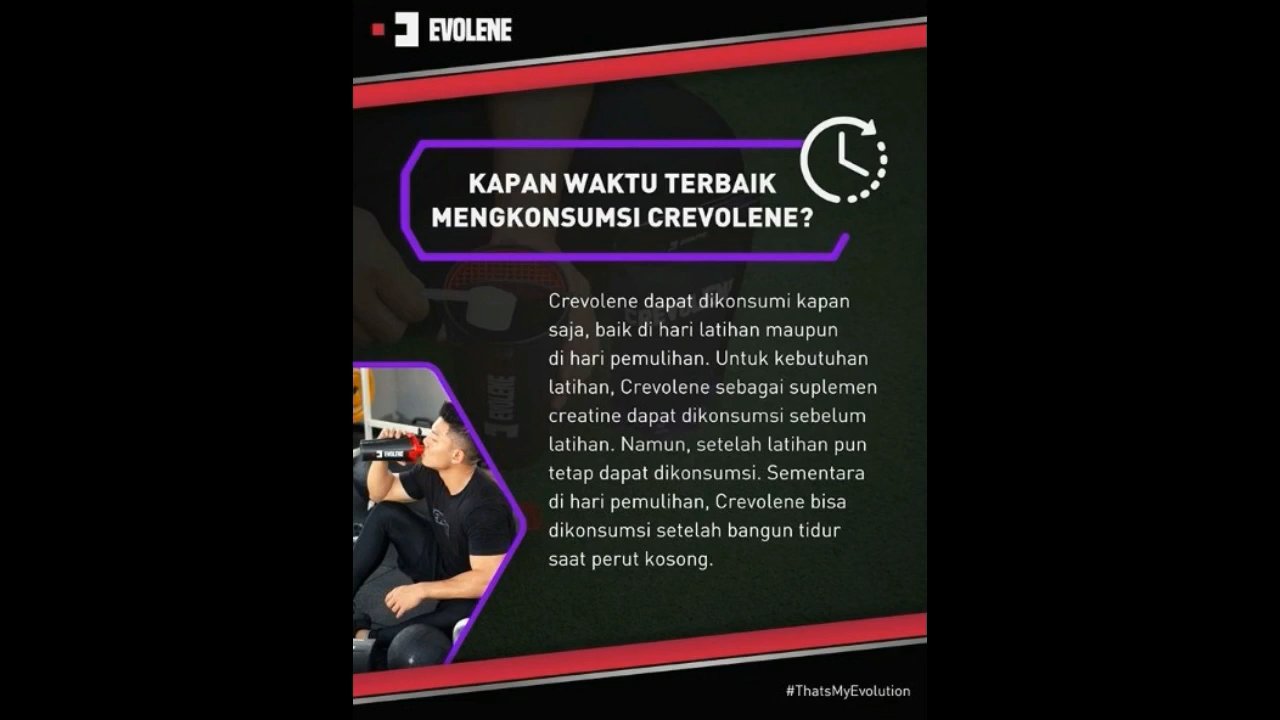 EVOLENE
KAPAN WAKTU TERBAIK
MENGKONSUMSI CREVOLENE?
Crevolene dapat dikonsumi kapan
saja, baik di hari latihan maupun
di hari pemulihan. Untuk kebutuhan
latihan, Crevolene sebagai suplemen
creatine dapat dikonsumsi sebelum
latihan. Namun, setelah latihan pun
tetap dapat dikonsumsi. Sementara
di hari pemulihan, Crevolene bisa
dikonsumsi setelah bangun tidur
saat perut kosong.
EVOLENE
EVOLENE
#ThatsMyEvolution